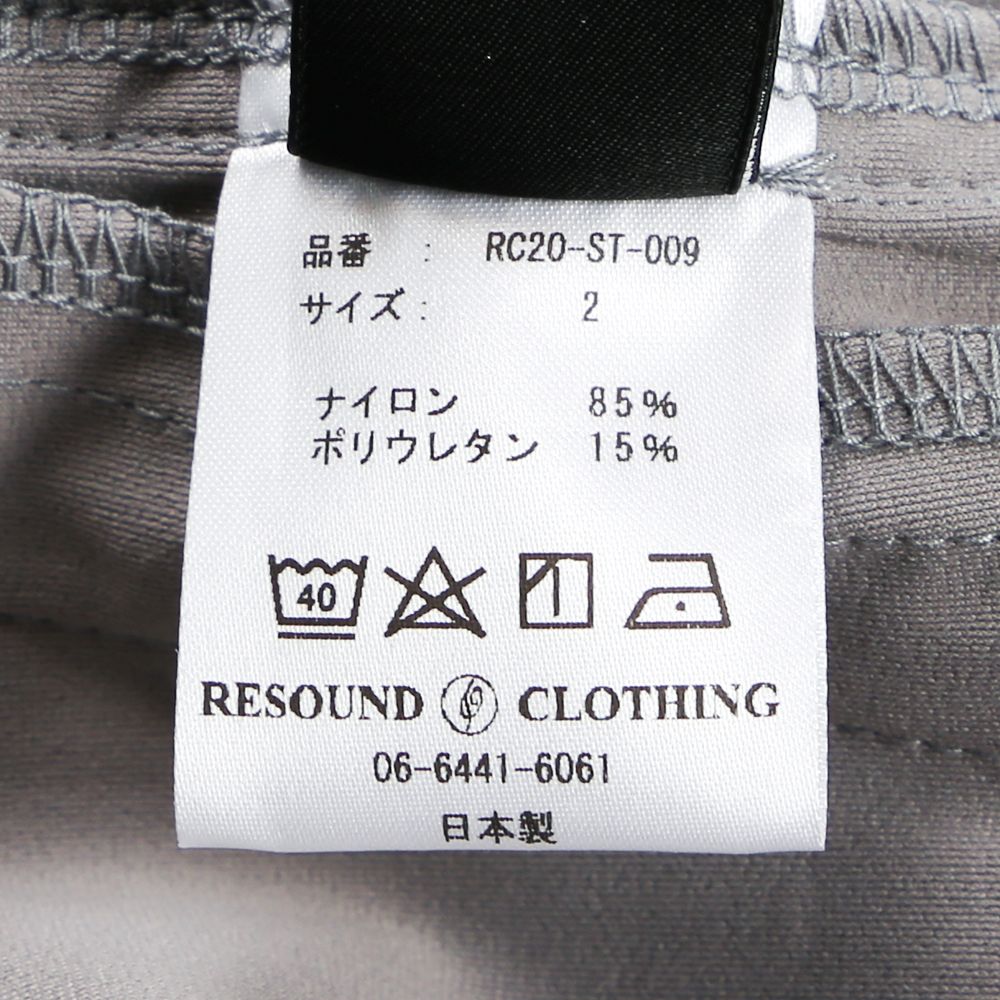 品番 : RC20-ST-009
サイズ : 2
ナイロン 85%
ポリウレタン 15%
40
RESOUND CLOTHING
06-6441-6061
日本製